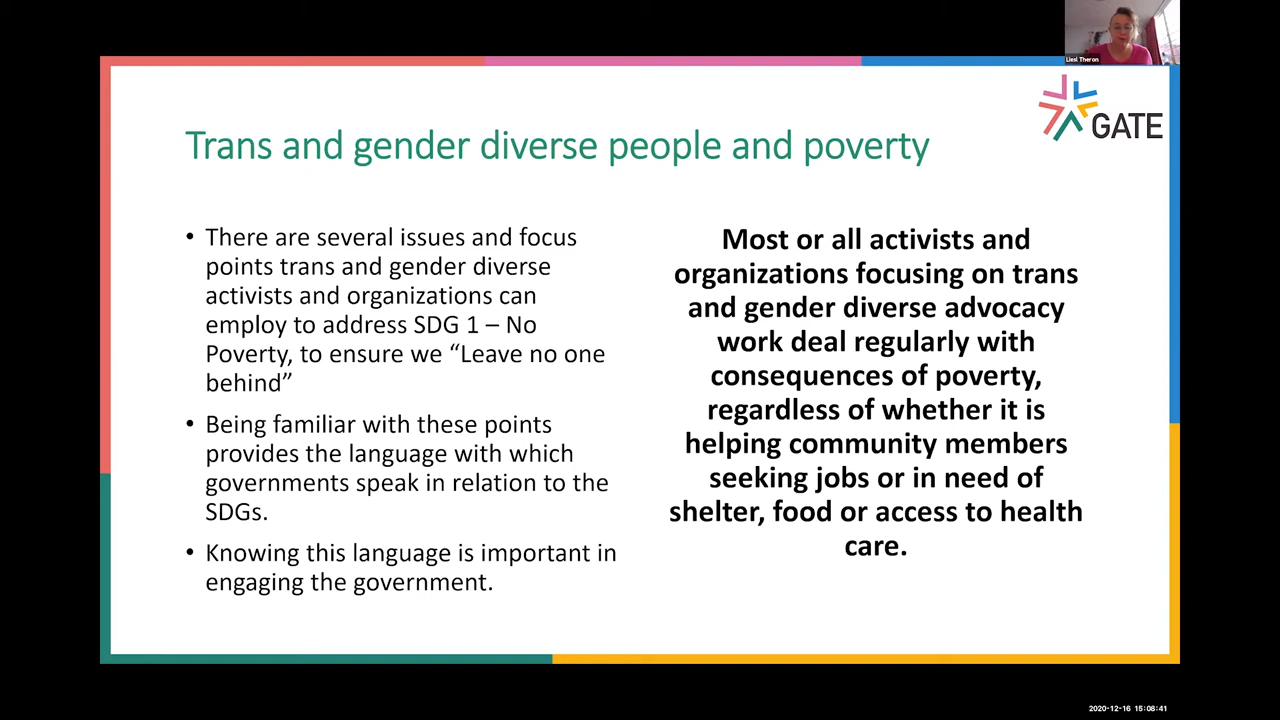 Liesl Theron
GATE
Trans and gender diverse people and poverty
• There are several issues and focus
points trans and gender diverse
activists and organizations can
employ to address SDG 1 – No
Poverty, to ensure we “Leave no one
behind”
• Being familiar with these points
provides the language with which
governments speak in relation to the
SDGs.
• Knowing this language is important in
engaging the government.
Most or all activists and
organizations focusing on trans
and gender diverse advocacy
work deal regularly with
consequences of poverty,
regardless of whether it is
helping community members
seeking jobs or in need of
shelter, food or access to health
care.
2020-12-16 15:08:41